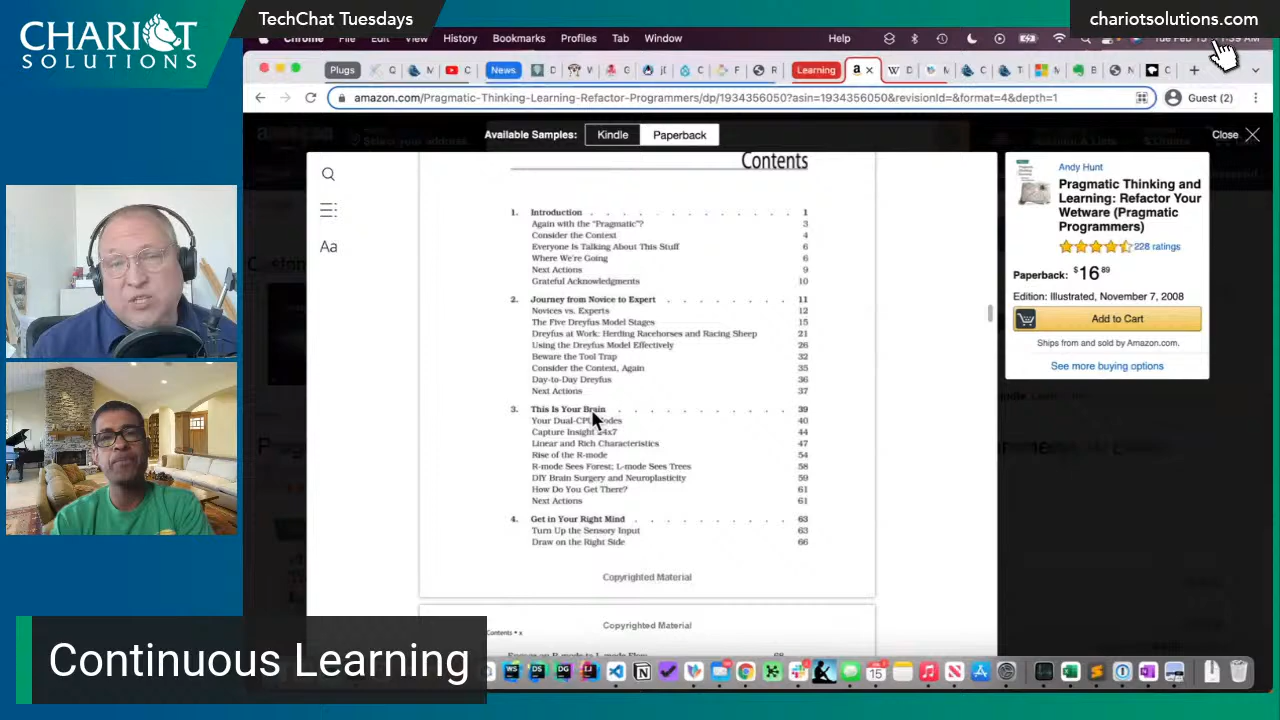 CHARIOT
SOLUTIONS
TechChat Tuesdays
chariotsolutions.com
Chrome File Edit View History Bookmarks Profiles Tab Window Help
Plugs News Learning
amazon.com/Pragmatic-Thinking-Learning-Refactor-Programmers/dp/1934356050?asin=1934356050&revisionId=&format=4&depth=1
Guest (2)
Available Samples: Kindle Paperback
Close
Aa
Contents
1. Introduction . . . . . . . . . . . . . 1
Again with the "Pragmatic"? 3
Consider the Context 4
Everyone Is Talking About This Stuff 6
Where We're Going 6
Next Actions 9
Grateful Acknowledgments 10
2. Journey from Novice to Expert . . . . . . . 11
Novices vs. Experts 12
The Five Dreyfus Model Stages 15
Dreyfus at Work: Herding Racehorses and Racing Sheep 21
Using the Dreyfus Model Effectively 26
Beware the Tool Trap 32
Consider the Context, Again 35
Day-to-Day Dreyfus 36
Next Actions 37
3. This Is Your Brain . . . . . . . . . . 39
Your Dual-CPU Modes 40
Capture Insight 24x7 44
Linear and Rich Characteristics 47
Rise of the R-mode 54
R-mode Sees Forest; L-mode Sees Trees 58
DIY Brain Surgery and Neuroplasticity 59
How Do You Get There? 61
Next Actions 61
4. Get in Your Right Mind . . . . . . . . . 63
Turn Up the Sensory Input 63
Draw on the Right Side 66
Copyrighted Material
Copyrighted Material
Contents • x
Andy Hunt
Pragmatic Thinking and
Learning: Refactor Your
Wetware (Pragmatic
Programmers)
228 ratings
Paperback: $16 89
Edition: Illustrated, November 7, 2008
Add to Cart
Ships from and sold by Amazon.com.
See more buying options
Continuous Learning